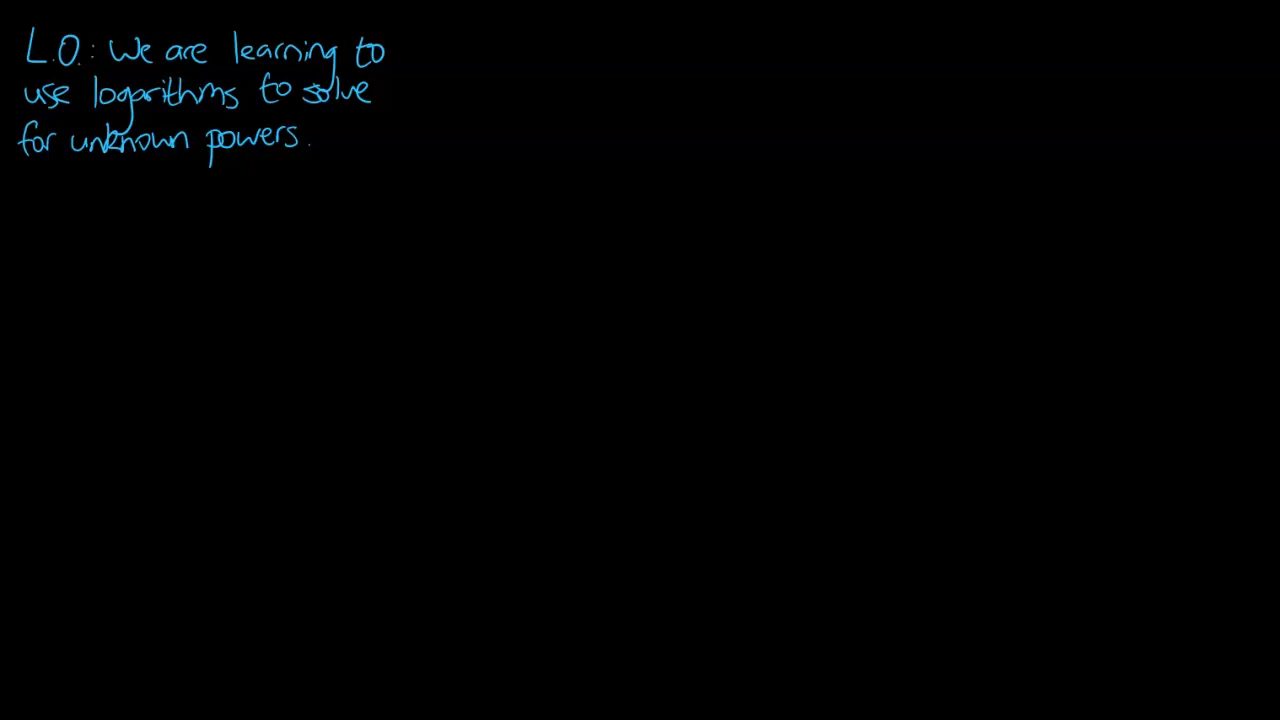 L.O.: We are learning to
use logarithms to solve
for unknown powers.